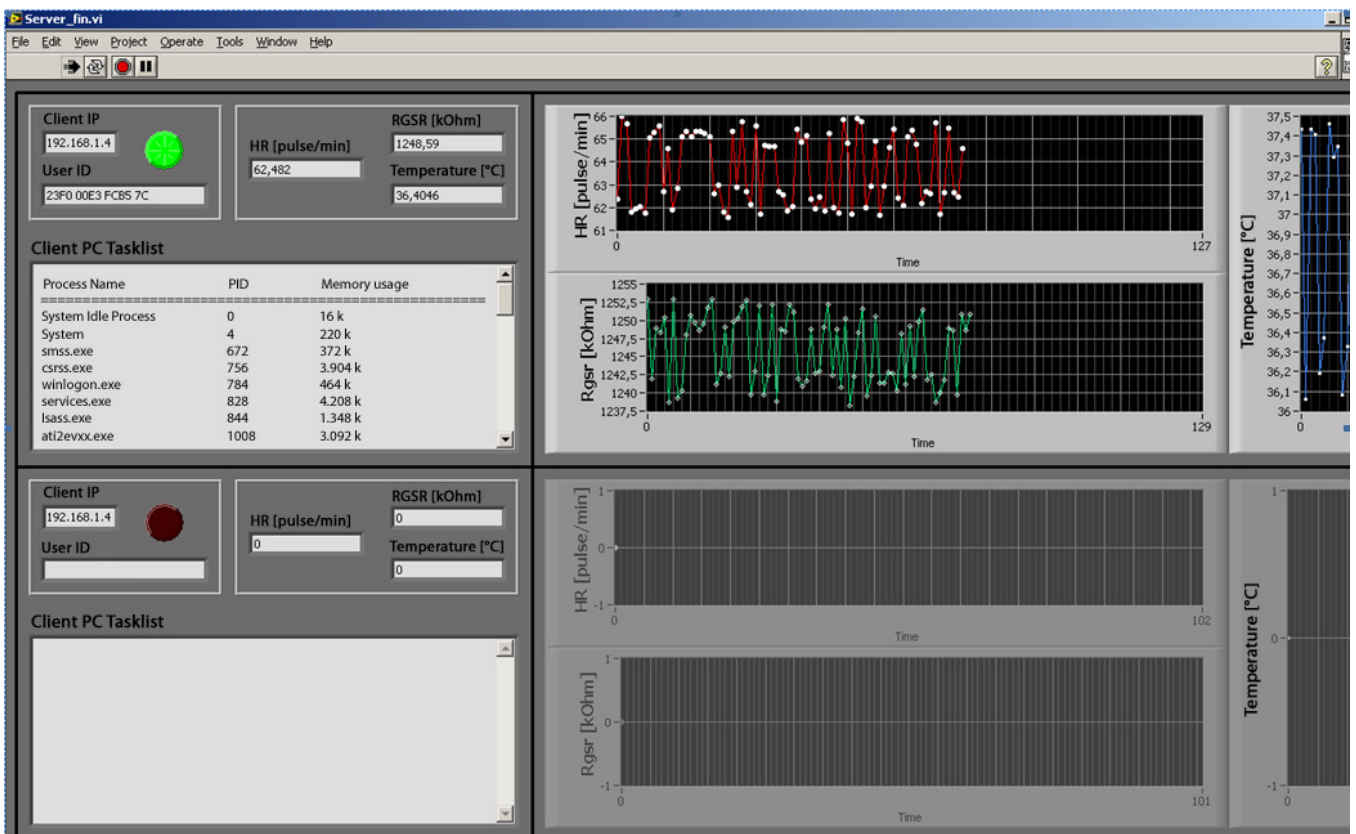 Server_fin.vi
File Edit View Project Operate Tools Window Help
Client IP
192.168.1.4
User ID
23F0 00E3 FCB5 7C
HR [pulse/min]
62,482
RGSR [kOhm]
1248,59
Temperature [°C]
36,4046
Client PC Tasklist
Process Name PID Memory usage
=====================================================
System Idle Process 0 16 k
System 4 220 k
smss.exe 672 372 k
csrss.exe 756 3.904 k
winlogon.exe 784 464 k
services.exe 828 4.208 k
lsass.exe 844 1.348 k
ati2evxx.exe 1008 3.092 k
HR [pulse/min]
66
65
64
63
62
61
0
127
Time
Rgsr [kOhm]
1255
1252,5
1250
1247,5
1245
1242,5
1240
1237,5
0
129
Time
Temperature [°C]
37,5
37,4
37,3
37,2
37,1
37
36,9
36,8
36,7
36,6
36,5
36,4
36,3
36,2
36,1
36
0
Client IP
192.168.1.4
User ID
HR [pulse/min]
0
RGSR [kOhm]
0
Temperature [°C]
0
Client PC Tasklist
HR [pulse/min]
1
0
-1
0
102
Time
Rgsr [kOhm]
1
0
-1
0
101
Time
Temperature [°C]
1
0
-1
0